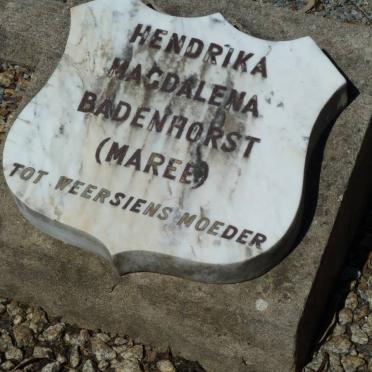 HENDRIKA
MAGDALENA
BADENHORST
(MAREE)
TOT WEERSIENS MOEDER